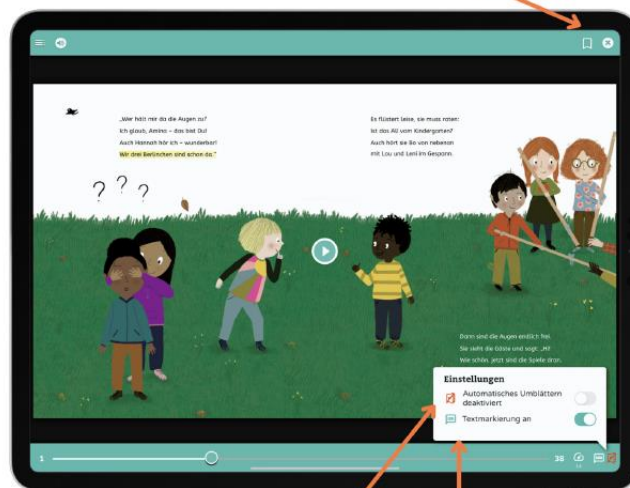 „Wer hält mir da die Augen zu?
Ich glaub, Amina – das bist Du!
Auch Hannah hör ich – wunderbar!
Wir drei Berlinchen sind schon da.“
Es flüstert leise, sie muss raten:
Ist das Ali vom Kindergarten?
Auch hört sie Bo von nebenan
mit Lou und Leni im Gespann.
? ? ?
Dann sind die Augen endlich frei.
Sie sieht die Gäste und sagt: „Hi!
Wie schön. Jetzt sind die Spiele dran.
Einstellungen
Automatisches Umblättern
deaktiviert
Textmarkierung an
1
38